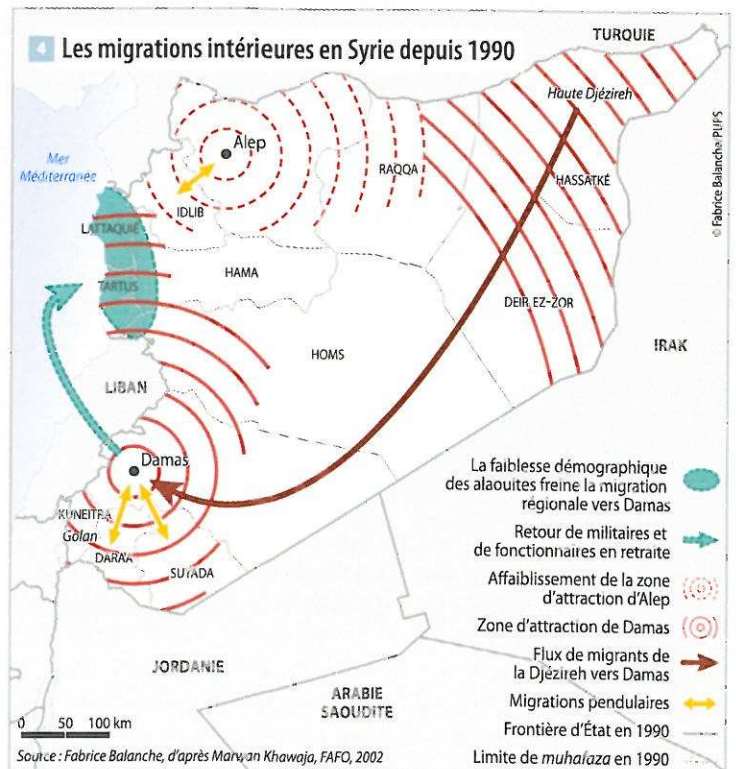 4 Les migrations intérieures en Syrie depuis 1990
TURQUIE
Haute Djézireh
Alep
Mer
Méditerranée
RAQQA
HASSATKÉ
IDLIB
LATTAQUIÉ
HAMA
TARTUS
DEIR EZ-ZOR
HOMS
IRAK
LIBAN
Damas
KUNEITRA
Golan
DARAA
SUYADA
JORDANIE
ARABIE
SAOUDITE
La faiblesse démographique
des alaouites freine la migration
régionale vers Damas
Retour de militaires et
de fonctionnaires en retraite
Affaiblissement de la zone
d'attraction d'Alep
Zone d'attraction de Damas
Flux de migrants de
la Djézireh vers Damas
Migrations pendulaires
Frontière d'État en 1990
Limite de muhafaza en 1990
0 50 100 km
Source : Fabrice Balanche, d'après Marwan Khawaja, FAFO, 2002
© Fabrice Balanche/PUFS